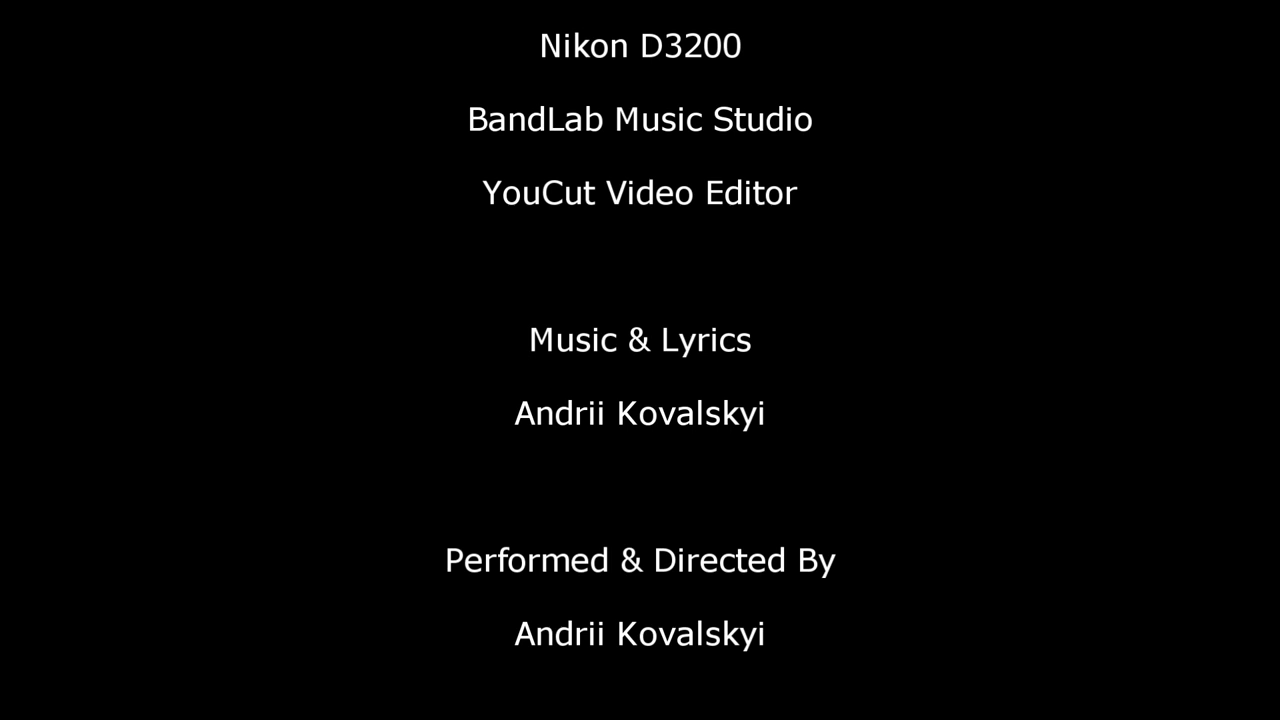 Nikon D3200
BandLab Music Studio
YouCut Video Editor
Music & Lyrics
Andrii Kovalskyi
Performed & Directed By
Andrii Kovalskyi